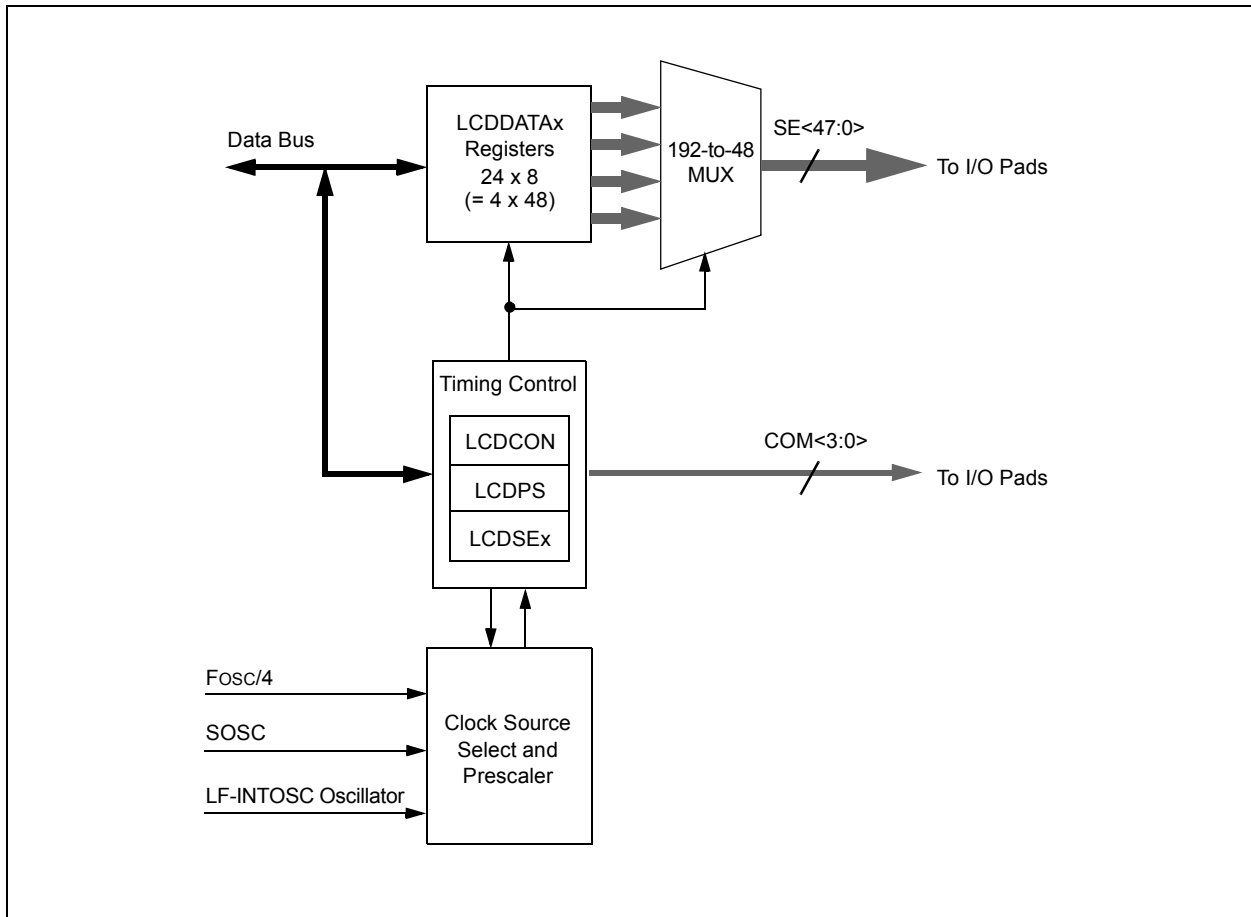 Data Bus
LCDDATAx
Registers
24 x 8
(= 4 x 48)
192-to-48
MUX
SE<47:0>
To I/O Pads
Timing Control
LCDCON
LCDPS
LCDSEx
COM<3:0>
To I/O Pads
FOSC/4
SOSC
LF-INTOSC Oscillator
Clock Source
Select and
Prescaler